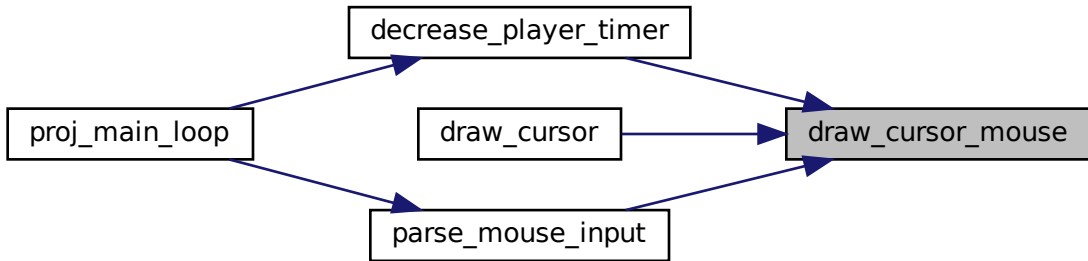 decrease_player_timer
proj_main_loop
draw_cursor
draw_cursor_mouse
parse_mouse_input